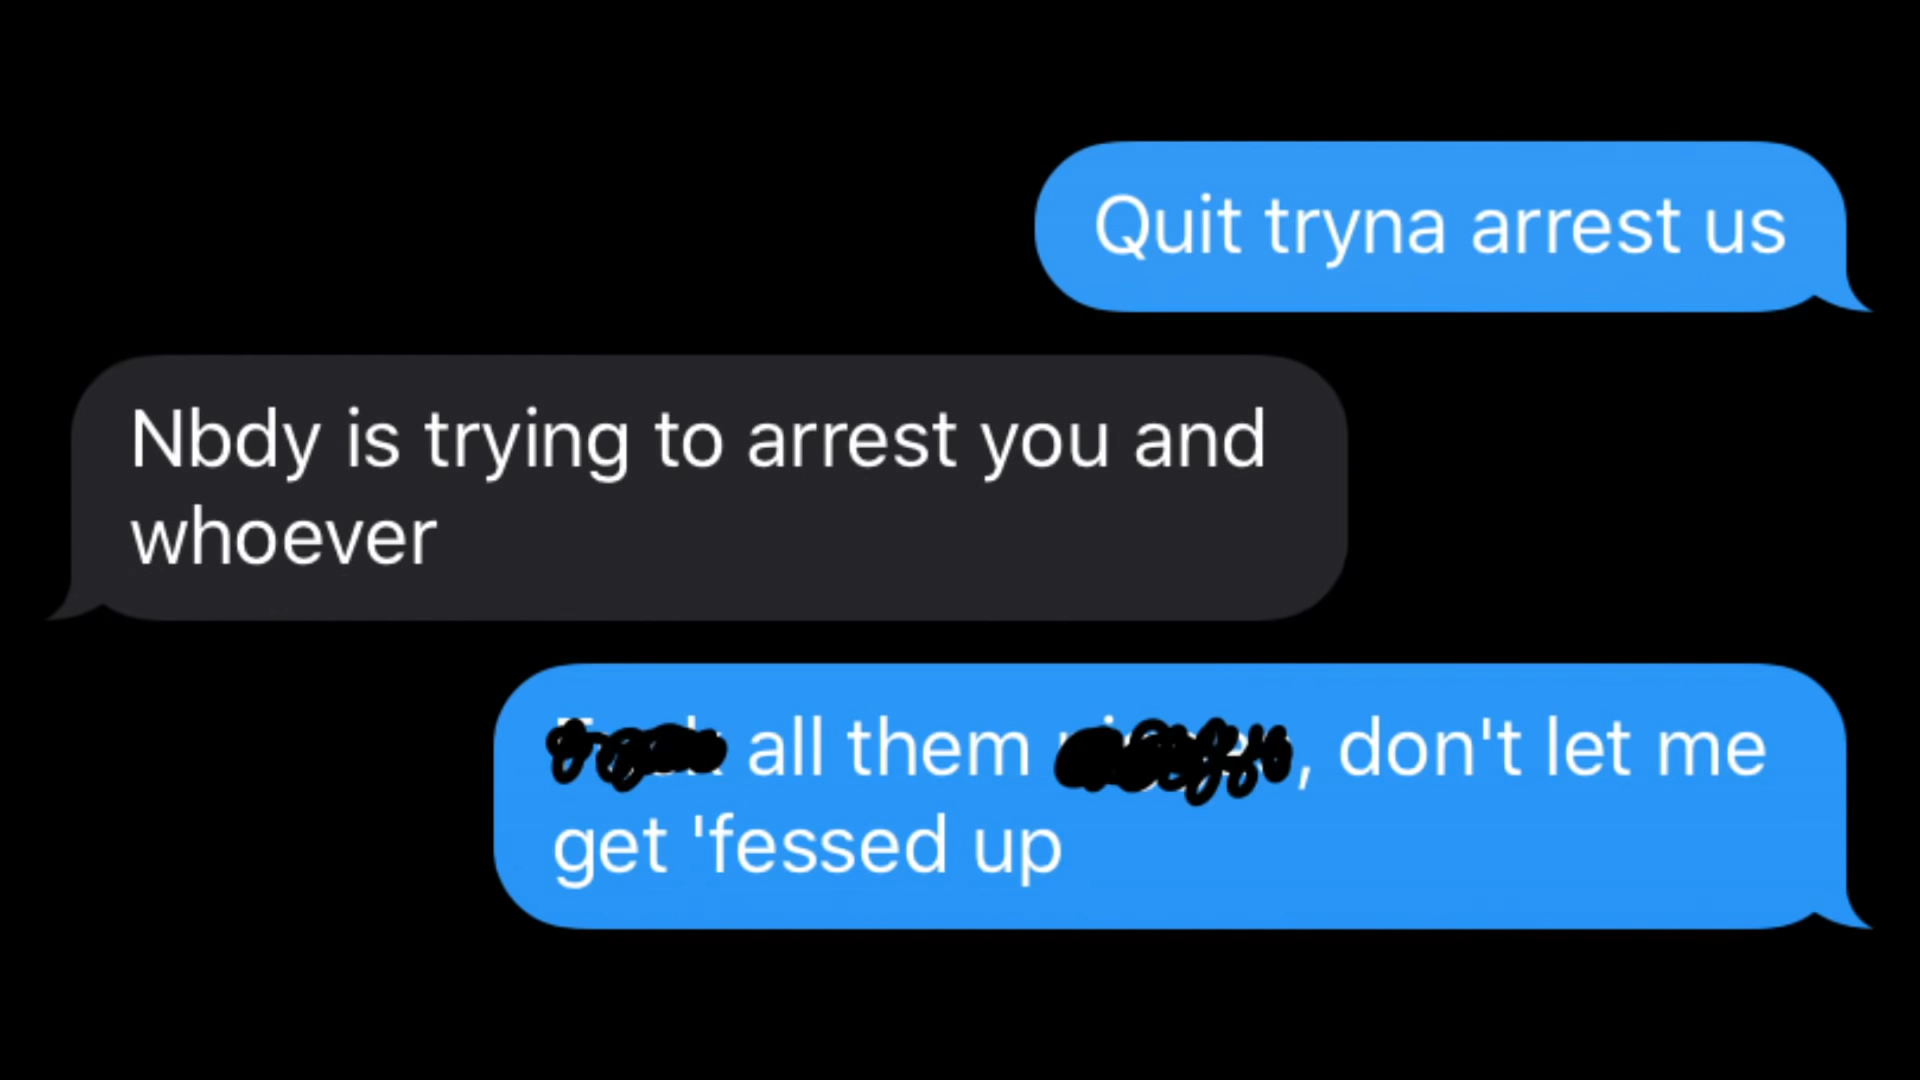 Quit tryna arrest us
Nbdy is trying to arrest you and
whoever
all them , don't let me
get 'fessed up